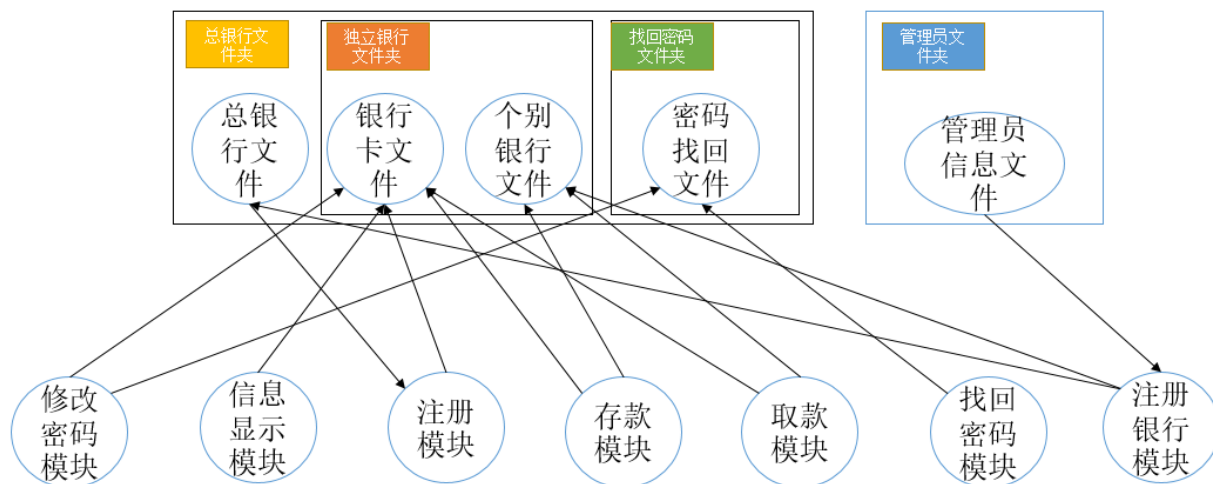 总银行文
件夹
独立银行
文件夹
找回密码
文件夹
管理员文
件夹
总银
行文
件
银行
卡文
件
个别
银行
文件
密码
找回
文件
管理员
信息文
件
修改
密码
模块
信息
显示
模块
注册
模块
存款
模块
取款
模块
找回
密码
模块
注册
银行
模块